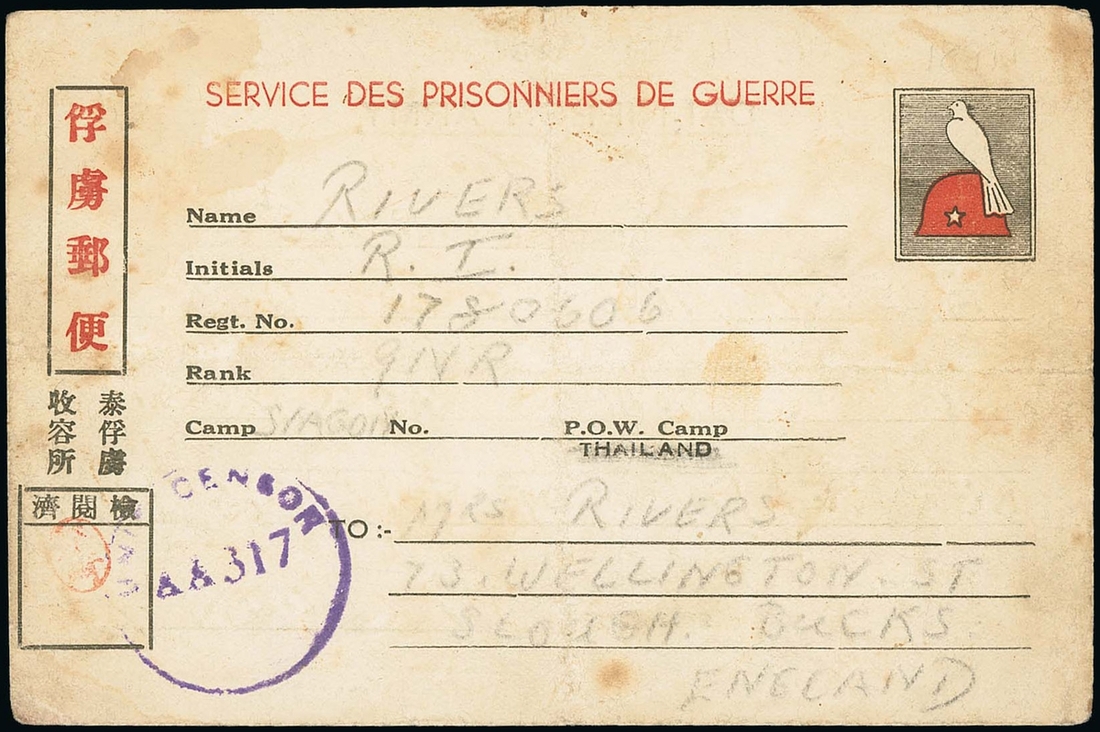 SERVICE DES PRISONNIERS DE GUERRE
俘虜郵便
泰俘虜
收容所
檢閱濟
Name RIVERS
Initials R. I.
Regt. No. 1780606
Rank GNR
Camp SIAGON No. P.O.W. Camp
THAILAND
CENSOR
AA317
TO :- MRS RIVERS
73. WELLINGTON. ST
SLOUGH. BUCKS
ENGLAND